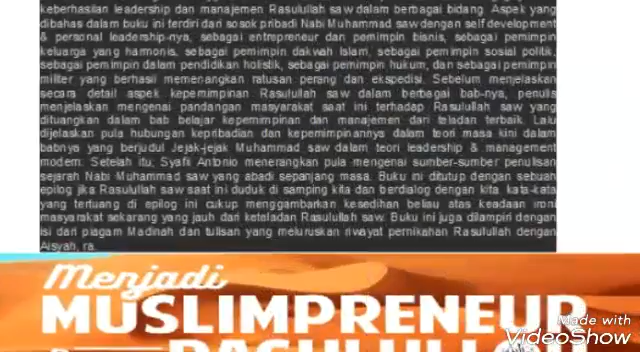 keberhasilan leadership dan manajemen Rasulullah saw dalam berbagai bidang. Aspek yang
dibahas dalam buku ini terdiri dari sosok pribadi Nabi Muhammad saw dengan self development
& personal leadership-nya, sebagai entrepreneur dan pemimpin bisnis, sebagai pemimpin
keluarga yang harmonis, sebagai pemimpin dakwah Islam, sebagai pemimpin sosial politik,
sebagai pemimpin dalam pendidikan holistik, sebagai pemimpin hukum, dan sebagai pemimpin
militer yang berhasil memenangkan ratusan perang dan ekspedisi. Sebelum menjelaskan
secara detail aspek kepemimpinan Rasulullah saw dalam berbagai bab-nya, penulis
menjelaskan mengenai pandangan masyarakat saat ini terhadap Rasulullah saw yang
dituangkan dalam bab belajar kepemimpinan dan manajemen dari teladan terbaik. Lalu
dijelaskan pula hubungan kepribadian dan kepemimpinannya dalam teori masa kini dalam
babnya yang berjudul Jejak-jejak Muhammad saw dalam teori leadership & management
modern. Setelah itu, Syafii Antonio menerangkan pula mengenai sumber-sumber penulisan
sejarah Nabi Muhammad saw yang abadi sepanjang masa. Buku ini ditutup dengan sebuah
epilog jika Rasulullah saw saat ini duduk di samping kita dan berdialog dengan kita. kata-kata
yang tertuang di epilog ini cukup menggambarkan kesedihan beliau atas keadaan ironi
masyarakat sekarang yang jauh dari keteladan Rasulullah saw. Buku ini juga dilampiri dengan
isi dari piagam Madinah dan tulisan yang meluruskan riwayat pernikahan Rasulullah dengan
Aisyah, ra.
Menjadi
MUSLIMPRENEUR
Made with
VideoShow